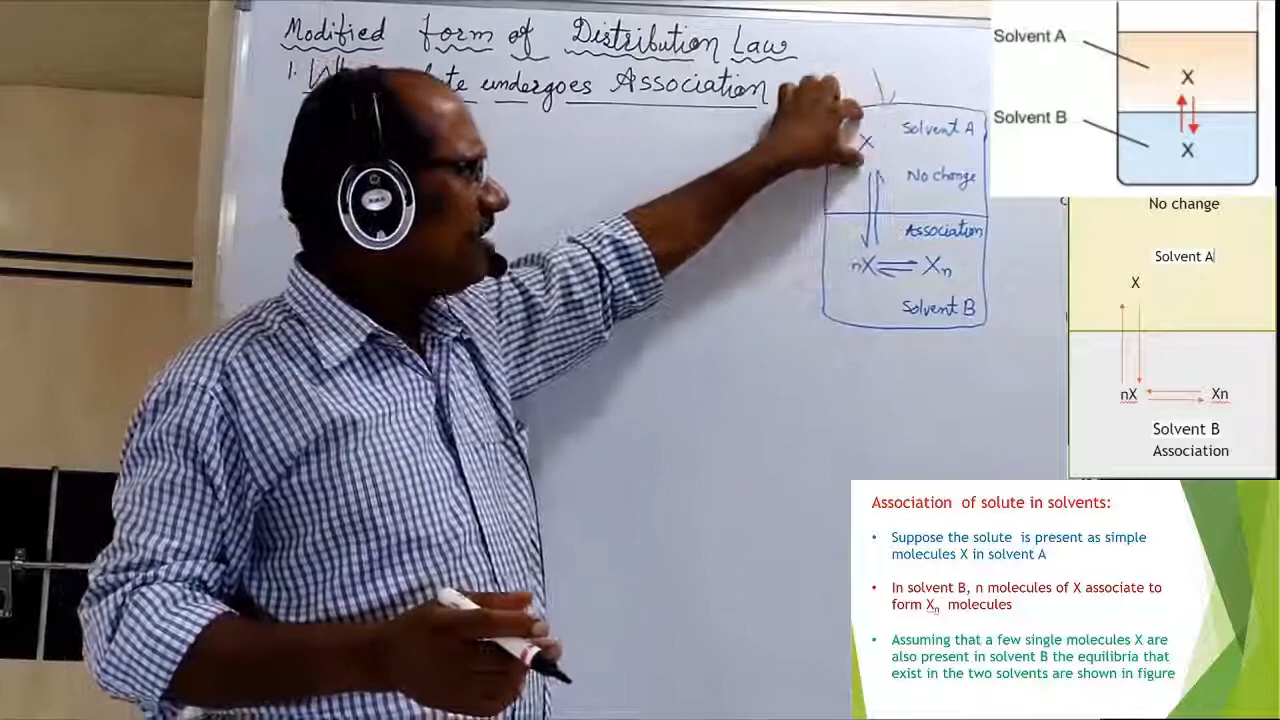 Modified form of Distribution Law
1. undergoes Association
X Solvent A
No change
Association
nX ⇌ Xn
Solvent B
Solvent A
X
Solvent B
X
No change
Solvent A
X
nX Xn
Solvent B
Association
Association of solute in solvents:
• Suppose the solute is present as simple
molecules X in solvent A
• In solvent B, n molecules of X associate to
form Xn molecules
• Assuming that a few single molecules X are
also present in solvent B the equilibria that
exist in the two solvents are shown in figure